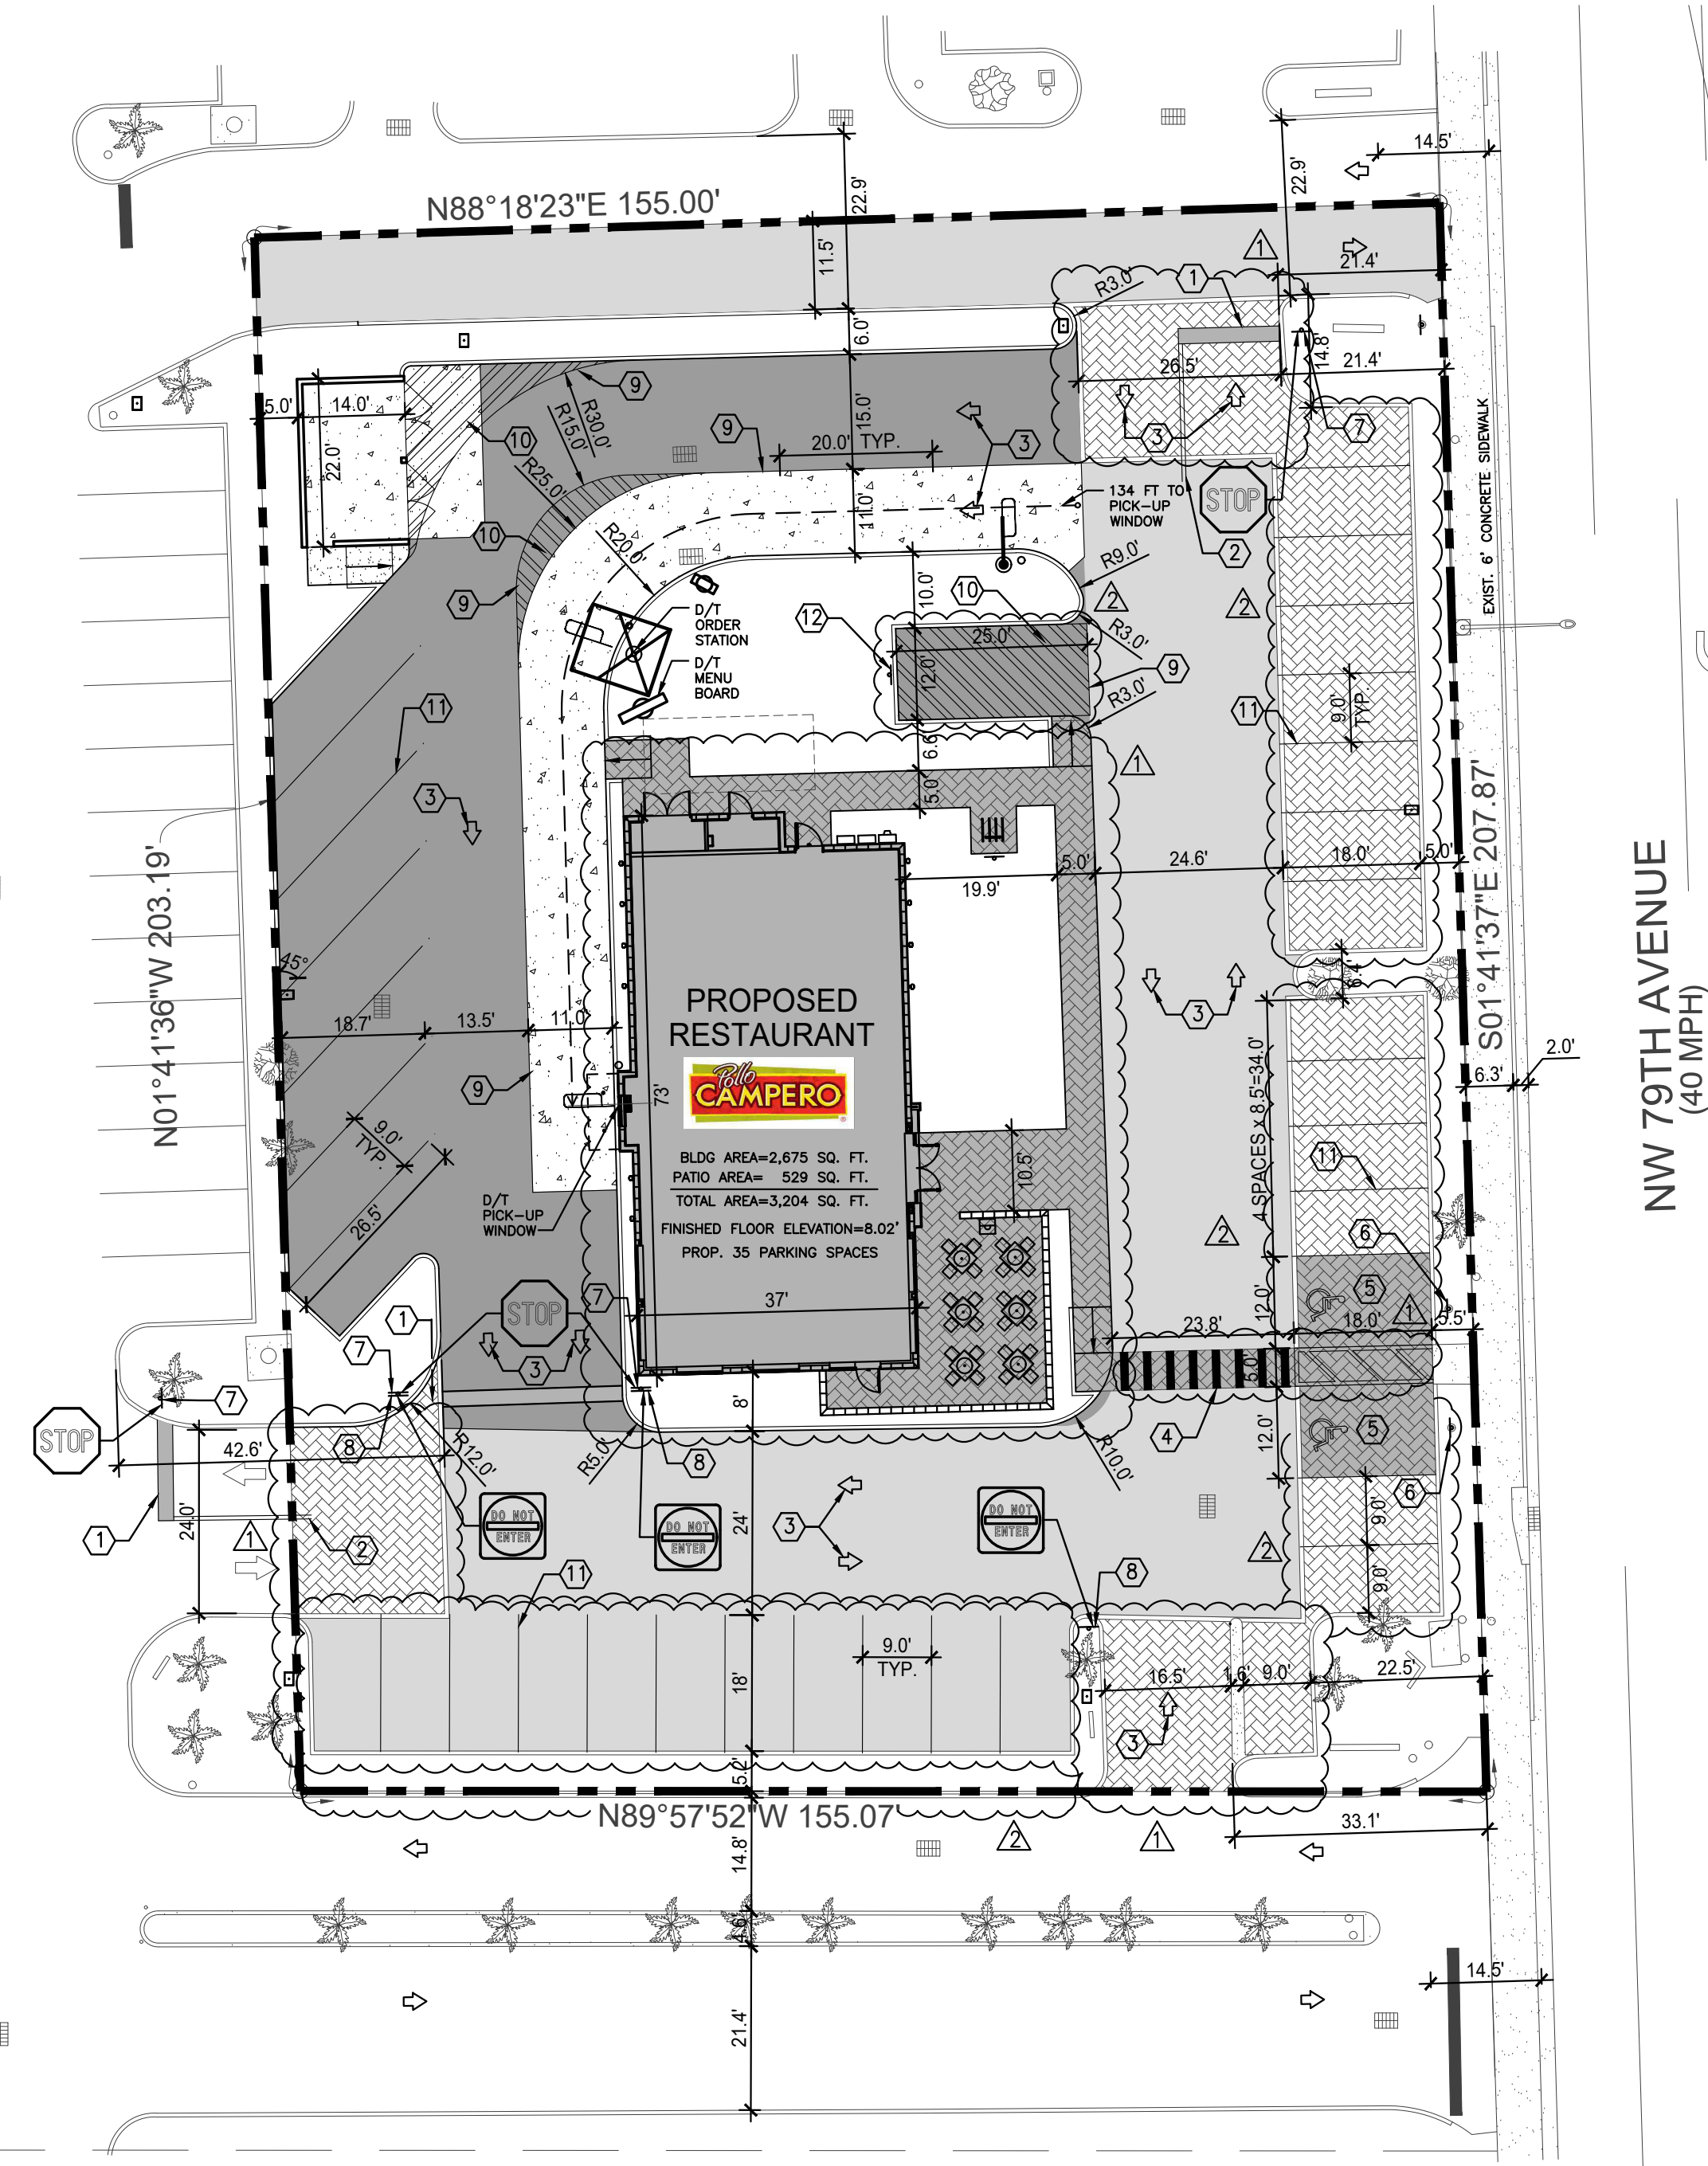 14.5'
22.9'
22.9'
N88°18'23"E 155.00'
11.5'
1
21.4'
R3.0'
1
6.0'
14.8'
26.5'
21.4'
9
5.0'
14.0'
R30.0'
R15.0'
15.0'
10
9
20.0' TYP.
3
3
7
22.0'
R25.0'
134 FT TO
PICK-UP
WINDOW
STOP
EXIST. 6' CONCRETE SIDEWALK
11.0'
10
R20.0'
2
R9.0'
9
10.0'
10
2
2
D/T
ORDER
STATION
12
25.0'
R3.0'
12.0'
9
D/T
MENU
BOARD
R3.0'
11
11
9.0'
TYP.
6.6'
1
3
5.0'
S01°41'37"E 207.87'
N01°41'36"W 203.19'
19.9'
5.0'
24.6'
18.0'
5.0'
NW 79TH AVENUE
(40 MPH)
45°
6.4'
PROPOSED
RESTAURANT
3
18.7'
13.5'
11.0'
2.0'
6.3'
Pollo
CAMPERO
73'
9
9.0'
TYP.
4 SPACES x 8.5'=34.0'
BLDG AREA=2,675 SQ. FT.
PATIO AREA= 529 SQ. FT.
TOTAL AREA=3,204 SQ. FT.
10.5'
11
D/T
PICK-UP
WINDOW
26.5'
FINISHED FLOOR ELEVATION=8.02'
PROP. 35 PARKING SPACES
2
6
37'
STOP
7
12.0'
5
1
1
23.8'
18.0'
5.5'
7
3
5.0'
7
8'
STOP
8
12.0'
5
4
42.6'
R12.0'
R5.0'
8
R10.0'
6
24.0'
DO NOT
ENTER
DO NOT
ENTER
DO NOT
ENTER
9.0'
1
1
2
24'
3
2
11
8
9.0'
9.0'
TYP.
18'
16.5'
1.6'
9.0'
22.5'
3
5.2'
N89°57'52"W 155.07'
2
1
33.1'
14.8'
4.6'
14.5'
21.4'